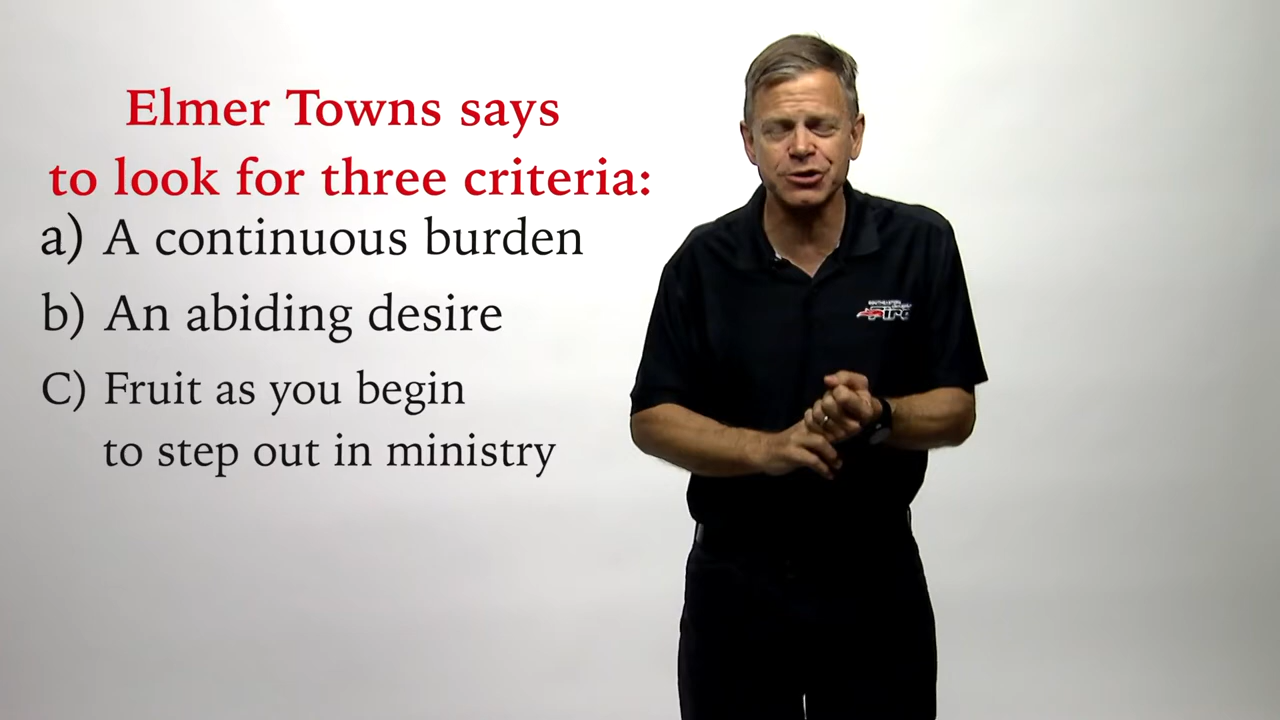 Elmer Towns says
to look for three criteria:
a) A continuous burden
b) An abiding desire
C) Fruit as you begin
to step out in ministry